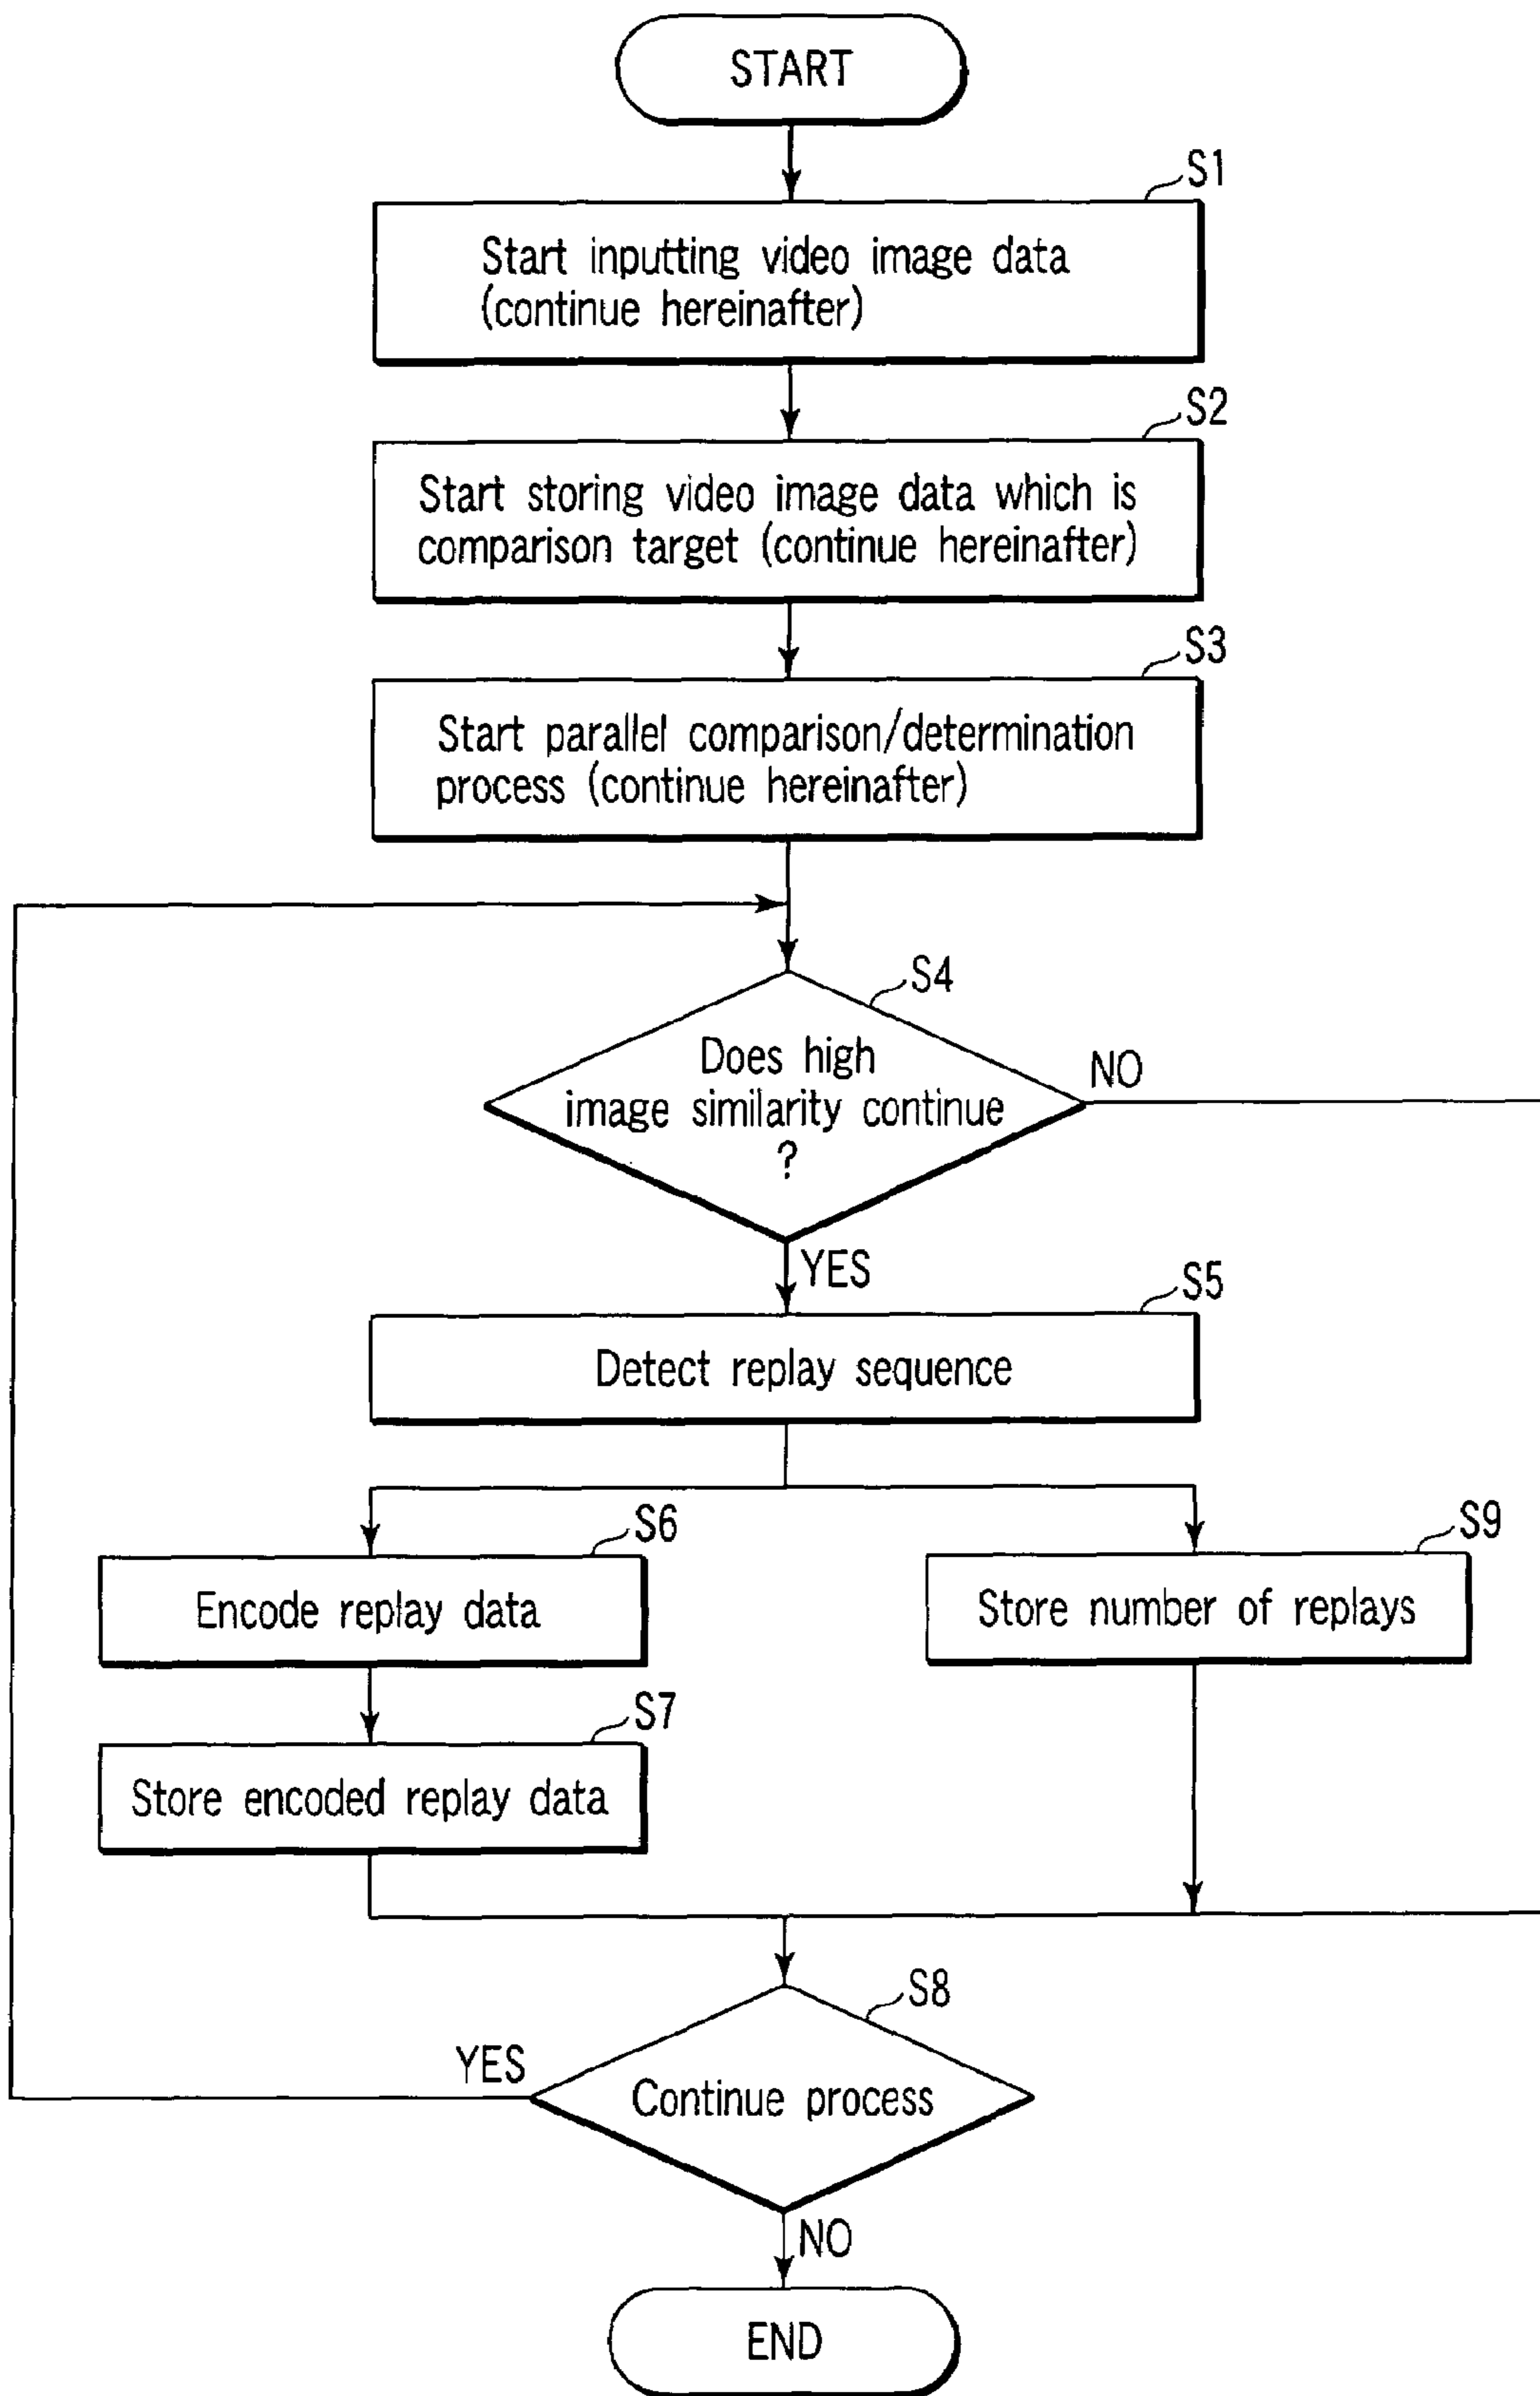 START
S1
Start inputting video image data
(continue hereinafter)
S2
Start storing video image data which is
comparison target (continue hereinafter)
S3
Start parallel comparison/determination
process (continue hereinafter)
S4
Does high
image similarity continue
?
NO
YES
S5
Detect replay sequence
S6
Encode replay data
S9
Store number of replays
S7
Store encoded replay data
S8
YES
Continue process
NO
END